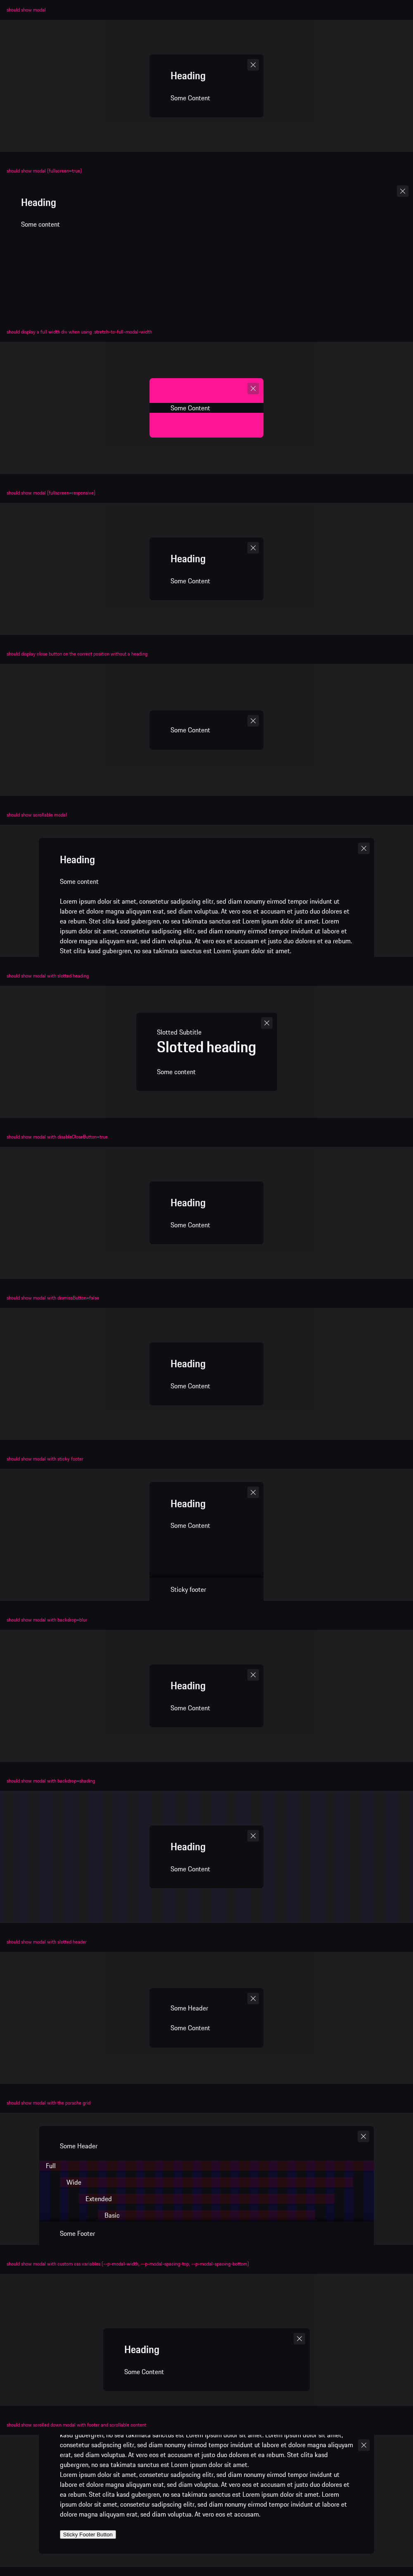 should show modal
Heading
Some Content
should show modal (fullscreen=true)
Heading
Some content
should display a full width div when using .stretch-to-full-modal-width
Some Content
should show modal (fullscreen=responsive)
Heading
Some Content
should display close button on the correct position without a heading
Some Content
should show scrollable modal
Heading
Some content
Lorem ipsum dolor sit amet, consetetur sadipscing elitr, sed diam nonumy eirmod tempor invidunt ut
labore et dolore magna aliquyam erat, sed diam voluptua. At vero eos et accusam et justo duo dolores et
ea rebum. Stet clita kasd gubergren, no sea takimata sanctus est Lorem ipsum dolor sit amet. Lorem
ipsum dolor sit amet, consetetur sadipscing elitr, sed diam nonumy eirmod tempor invidunt ut labore et
dolore magna aliquyam erat, sed diam voluptua. At vero eos et accusam et justo duo dolores et ea rebum.
Stet clita kasd gubergren, no sea takimata sanctus est Lorem ipsum dolor sit amet.
should show modal with slotted heading
Slotted Subtitle
Slotted heading
Some content
should show modal with disableCloseButton=true
Heading
Some Content
should show modal with dismissButton=false
Heading
Some Content
should show modal with sticky footer
Heading
Some Content
Sticky footer
should show modal with backdrop=blur
Heading
Some Content
should show modal with backdrop=shading
Heading
Some Content
should show modal with slotted header
Some Header
Some Content
should show modal with the porsche grid
Some Header
Full
Wide
Extended
Basic
Some Footer
should show modal with custom css variables (--p-modal-width, --p-modal-spacing-top, --p-modal-spacing-bottom)
Heading
Some Content
should show scrolled down modal with footer and scrollable content
kasd gubergren, no sea takimata sanctus est Lorem ipsum dolor sit amet. Lorem ipsum dolor sit amet,
consetetur sadipscing elitr, sed diam nonumy eirmod tempor invidunt ut labore et dolore magna aliquyam
erat, sed diam voluptua. At vero eos et accusam et justo duo dolores et ea rebum. Stet clita kasd
gubergren, no sea takimata sanctus est Lorem ipsum dolor sit amet.
Lorem ipsum dolor sit amet, consetetur sadipscing elitr, sed diam nonumy eirmod tempor invidunt ut
labore et dolore magna aliquyam erat, sed diam voluptua. At vero eos et accusam et justo duo dolores et
ea rebum. Stet clita kasd gubergren, no sea takimata sanctus est Lorem ipsum dolor sit amet. Lorem
ipsum dolor sit amet, consetetur sadipscing elitr, sed diam nonumy eirmod tempor invidunt ut labore et
dolore magna aliquyam erat, sed diam voluptua. At vero eos et accusam.
Sticky Footer Button